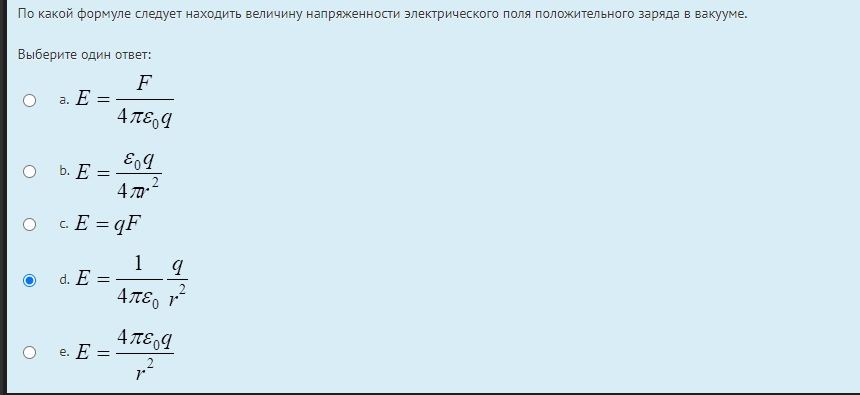 По какой формуле следует находить величину напряженности электрического поля положительного заряда в вакууме.
Выберите один ответ:
a. E = F / 4πε₀q
b. E = ε₀q / 4πr²
c. E = qF
d. E = 1 / 4πε₀ q / r²
e. E = 4πε₀q / r²